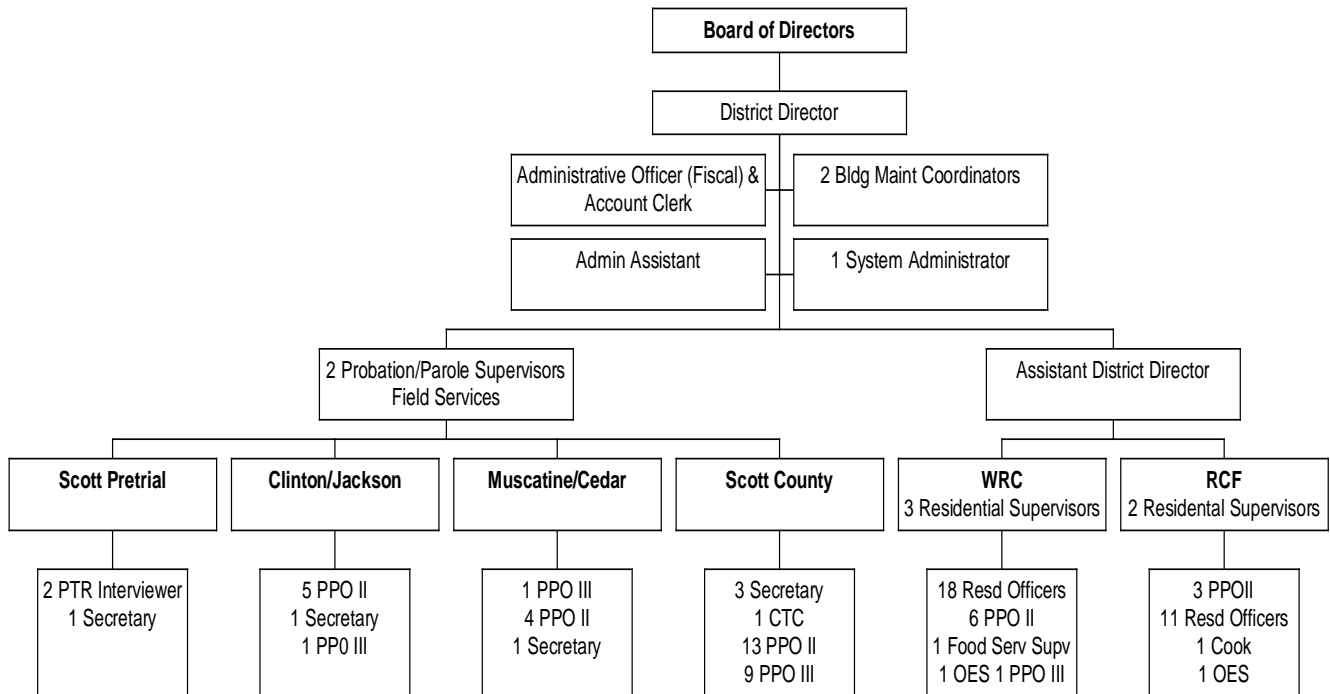 Board of Directors
District Director
Administrative Officer (Fiscal) &
Account Clerk
2 Bldg Maint Coordinators
Admin Assistant
1 System Administrator
2 Probation/Parole Supervisors
Field Services
Assistant District Director
Scott Pretrial
Clinton/Jackson
Muscatine/Cedar
Scott County
WRC
3 Residential Supervisors
RCF
2 Residental Supervisors
2 PTR Interviewer
1 Secretary
5 PPO II
1 Secretary
1 PP0 III
1 PPO III
4 PPO II
1 Secretary
3 Secretary
1 CTC
13 PPO II
9 PPO III
18 Resd Officers
6 PPO II
1 Food Serv Supv
1 OES 1 PPO III
3 PPOII
11 Resd Officers
1 Cook
1 OES